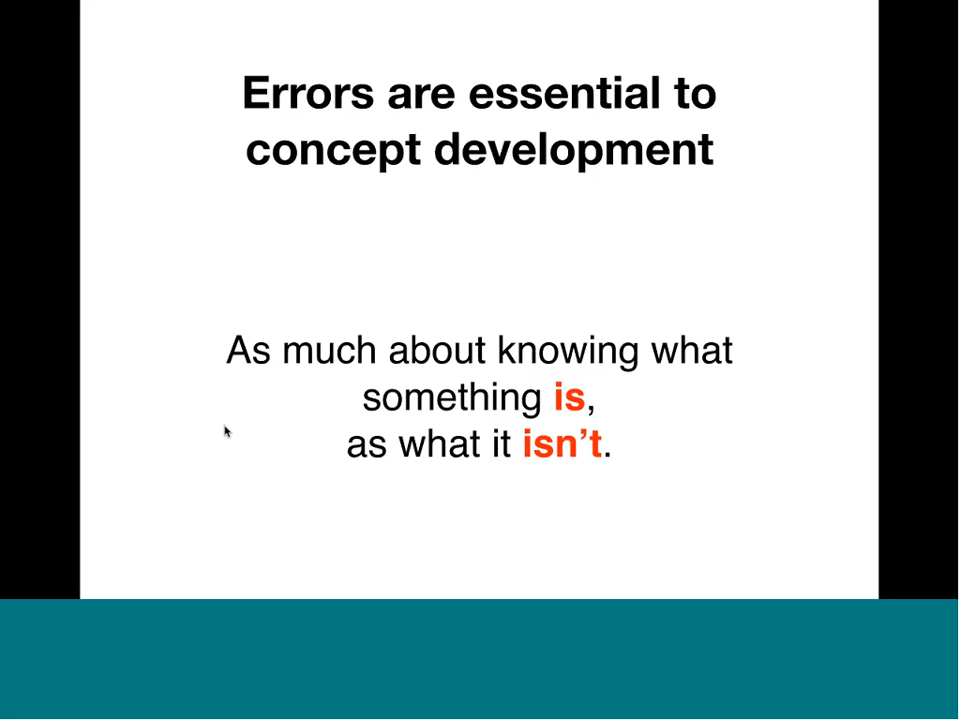 Errors are essential to
concept development
As much about knowing what
something is,
as what it isn’t.